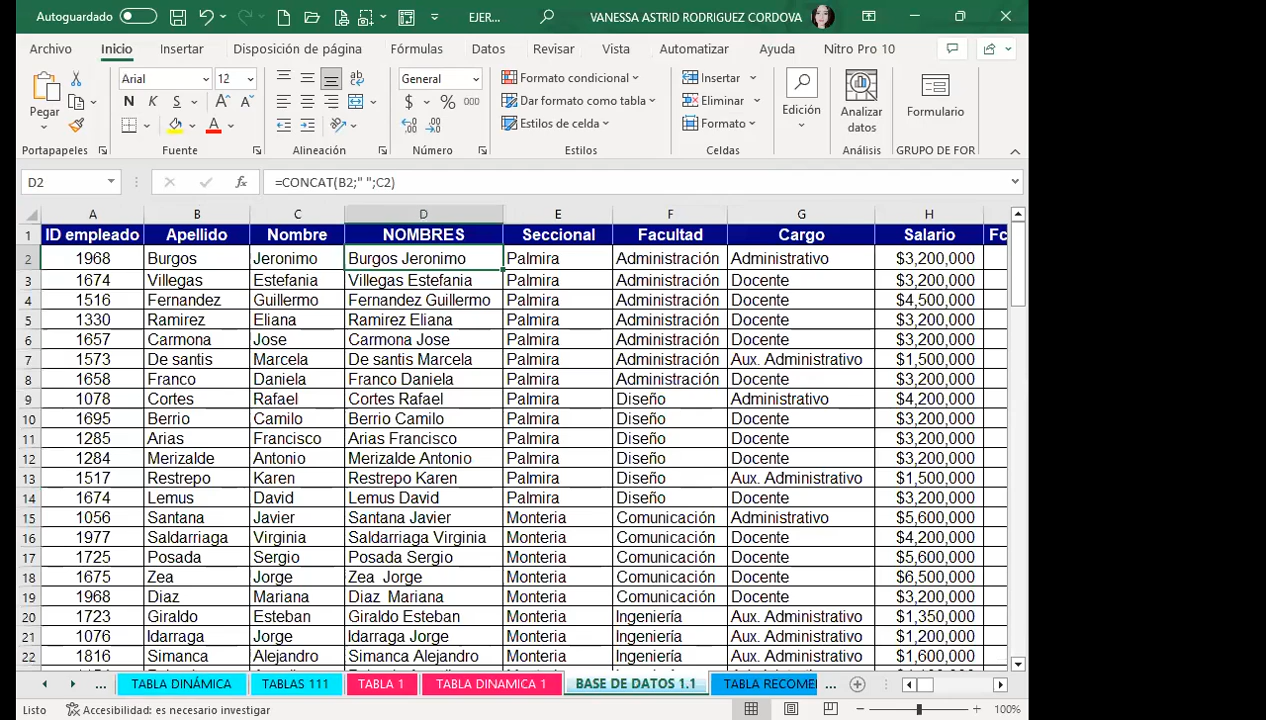 Autoguardado
EJER...
VANESSA ASTRID RODRIGUEZ CORDOVA
Archivo Inicio Insertar Disposición de página Fórmulas Datos Revisar Vista Automatizar Ayuda Nitro Pro 10
Pegar
Portapapeles
Arial 12
N K S
Fuente
Alineación
General
$ % 000
Número
Formato condicional
Dar formato como tabla
Estilos de celda
Estilos
Insertar
Eliminar
Formato
Celdas
Edición
Analizar
datos
Análisis
Formulario
GRUPO DE FOR
D2 fx =CONCAT(B2;" ";C2)
A B C D E F G H
1 ID empleado Apellido Nombre NOMBRES Seccional Facultad Cargo Salario Fc
2 1968 Burgos Jeronimo Burgos Jeronimo Palmira Administración Administrativo $3,200,000
3 1674 Villegas Estefania Villegas Estefania Palmira Administración Docente $3,200,000
4 1516 Fernandez Guillermo Fernandez Guillermo Palmira Administración Docente $4,500,000
5 1330 Ramirez Eliana Ramirez Eliana Palmira Administración Docente $3,200,000
6 1657 Carmona Jose Carmona Jose Palmira Administración Docente $3,200,000
7 1573 De santis Marcela De santis Marcela Palmira Administración Aux. Administrativo $1,500,000
8 1658 Franco Daniela Franco Daniela Palmira Administración Docente $3,200,000
9 1078 Cortes Rafael Cortes Rafael Palmira Diseño Administrativo $4,200,000
10 1695 Berrio Camilo Berrio Camilo Palmira Diseño Docente $3,200,000
11 1285 Arias Francisco Arias Francisco Palmira Diseño Docente $3,200,000
12 1284 Merizalde Antonio Merizalde Antonio Palmira Diseño Docente $3,200,000
13 1517 Restrepo Karen Restrepo Karen Palmira Diseño Aux. Administrativo $1,500,000
14 1674 Lemus David Lemus David Palmira Diseño Docente $3,200,000
15 1056 Santana Javier Santana Javier Monteria Comunicación Administrativo $5,600,000
16 1977 Saldarriaga Virginia Saldarriaga Virginia Monteria Comunicación Docente $4,200,000
17 1725 Posada Sergio Posada Sergio Monteria Comunicación Docente $5,600,000
18 1675 Zea Jorge Zea  Jorge Monteria Comunicación Docente $6,500,000
19 1968 Diaz Mariana Diaz  Mariana Monteria Comunicación Docente $3,200,000
20 1723 Giraldo Esteban Giraldo Esteban Monteria Ingeniería Aux. Administrativo $1,350,000
21 1076 Idarraga Jorge Idarraga Jorge Monteria Ingeniería Aux. Administrativo $1,200,000
22 1816 Simanca Alejandro Simanca Alejandro Monteria Ingeniería Aux. Administrativo $1,600,000
... TABLA DINÁMICA TABLAS 111 TABLA 1 TABLA DINAMICA 1 BASE DE DATOS 1.1 TABLA RECOME ...
Listo Accesibilidad: es necesario investigar 100%